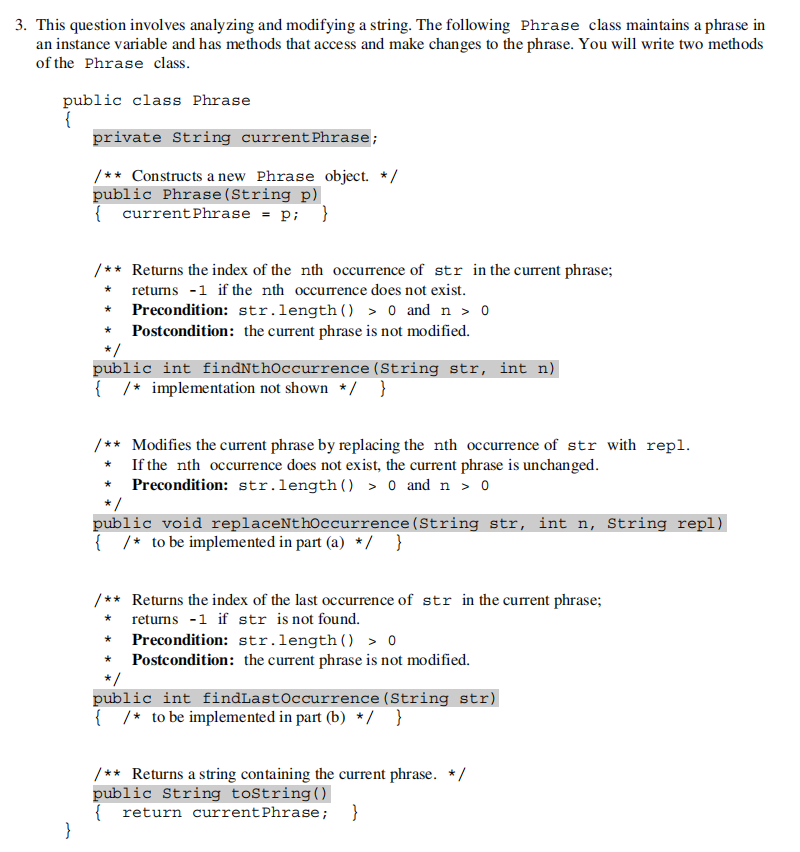 3. This question involves analyzing and modifying a string. The following Phrase class maintains a phrase in
an instance variable and has methods that access and make changes to the phrase. You will write two methods
of the Phrase class.
public class Phrase
{
private String currentPhrase;
/** Constructs a new Phrase object. */
public Phrase(String p)
{ currentPhrase = p; }
/** Returns the index of the nth occurrence of str in the current phrase;
* returns -1 if the nth occurrence does not exist.
* Precondition: str.length() > 0 and n > 0
* Postcondition: the current phrase is not modified.
*/
public int findNthOccurrence(String str, int n)
{ /* implementation not shown */ }
/** Modifies the current phrase by replacing the nth occurrence of str with repl.
* If the nth occurrence does not exist, the current phrase is unchanged.
* Precondition: str.length() > 0 and n > 0
*/
public void replaceNthOccurrence(String str, int n, String repl)
{ /* to be implemented in part (a) */ }
/** Returns the index of the last occurrence of str in the current phrase;
* returns -1 if str is not found.
* Precondition: str.length() > 0
* Postcondition: the current phrase is not modified.
*/
public int findLastOccurrence(String str)
{ /* to be implemented in part (b) */ }
/** Returns a string containing the current phrase. */
public String toString()
{ return currentPhrase; }
}